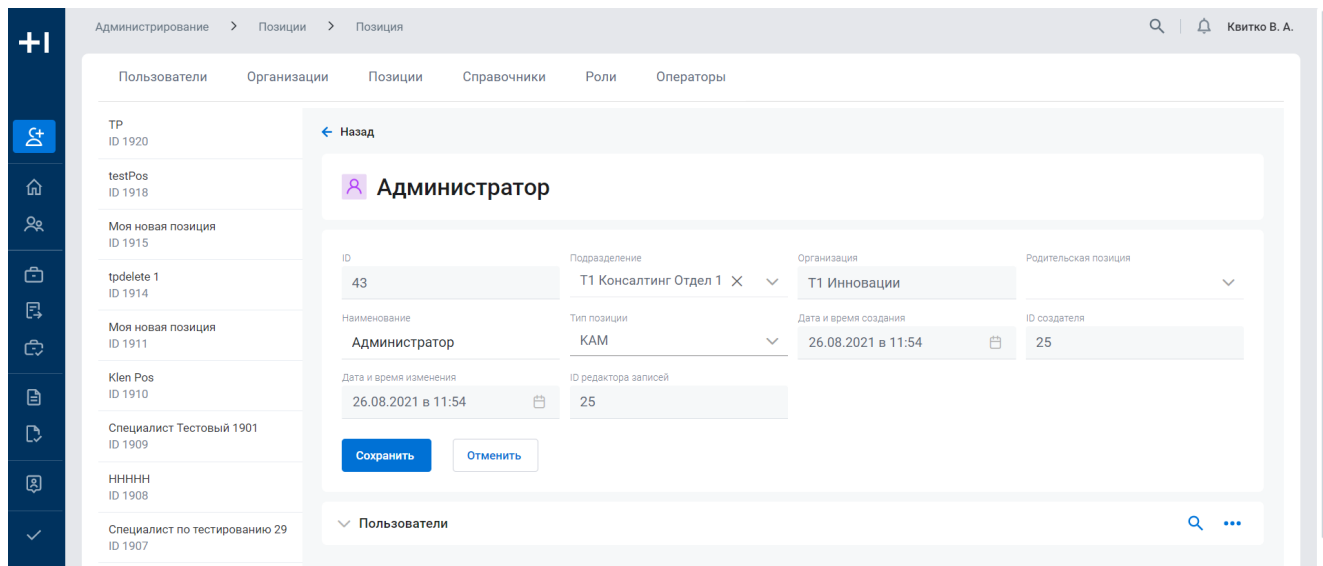 Администрирование > Позиции > Позиция
Квитко В. А.
Пользователи Организации Позиции Справочники Роли Операторы
TP
ID 1920
testPos
ID 1918
Моя новая позиция
ID 1915
tpdelete 1
ID 1914
Моя новая позиция
ID 1911
Klen Pos
ID 1910
Специалист Тестовый 1901
ID 1909
ННННН
ID 1908
Специалист по тестированию 29
ID 1907
Назад
Администратор
ID Подразделение Организация Родительская позиция
43 Т1 Консалтинг Отдел 1 Т1 Инновации
Наименование Тип позиции Дата и время создания ID создателя
Администратор КАМ 26.08.2021 в 11:54 25
Дата и время изменения ID редактора записей
26.08.2021 в 11:54 25
Сохранить Отменить
Пользователи